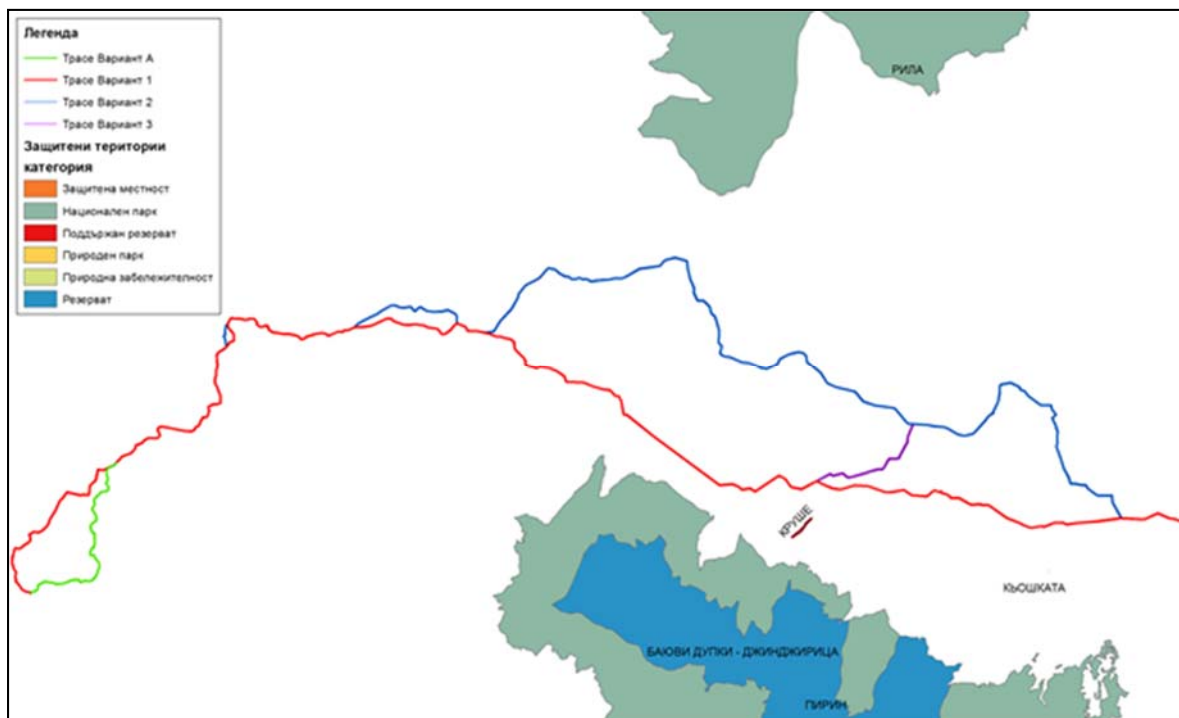 Легенда
Трасе Вариант А
Трасе Вариант 1
Трасе Вариант 2
Трасе Вариант 3
Защитени територии
категория
Защитена местност
Национален парк
Поддържан резерват
Природен парк
Природна забележителност
Резерват
РИЛА
КРУШЕ
КЬОШКАТА
БАЮВИ ДУПКИ - ДЖИНДЖИРИЦА
ПИРИН